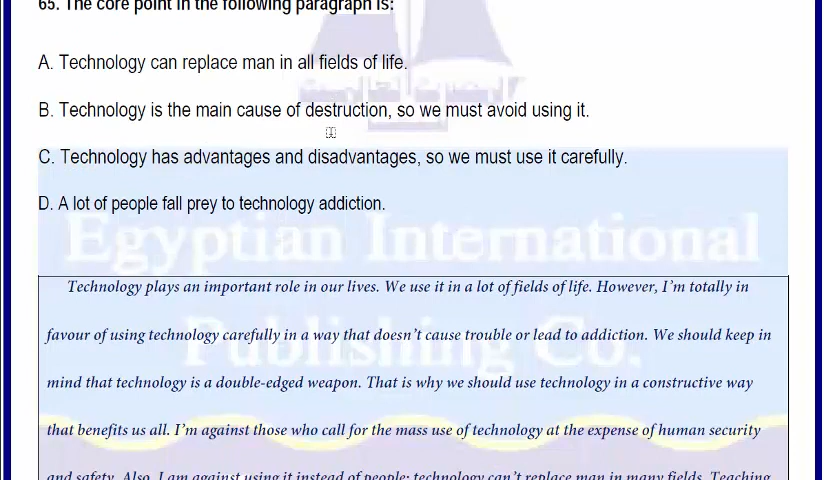 65. The core point in the following paragraph is:
A. Technology can replace man in all fields of life.
B. Technology is the main cause of destruction, so we must avoid using it.
C. Technology has advantages and disadvantages, so we must use it carefully.
D. A lot of people fall prey to technology addiction.
Egyptian International
Technology plays an important role in our lives. We use it in a lot of fields of life. However, I'm totally in
favour of using technology carefully in a way that doesn't cause trouble or lead to addiction. We should keep in
Publishing Co.
mind that technology is a double-edged weapon. That is why we should use technology in a constructive way
that benefits us all. I'm against those who call for the mass use of technology at the expense of human security
and safety. Also, I am against using it instead of people; technology can't replace man in many fields. Teaching